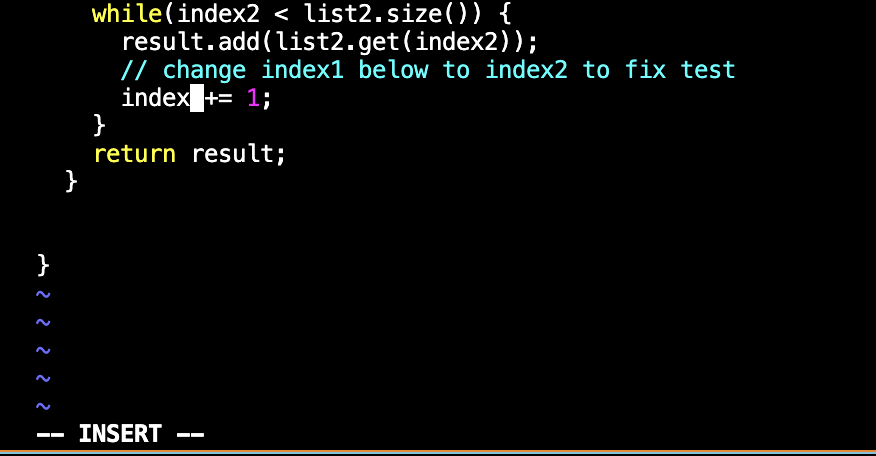 while(index2 < list2.size()) {
result.add(list2.get(index2));
// change index1 below to index2 to fix test
index += 1;
}
return result;
}
}
~
~
~
~
~
-- INSERT --